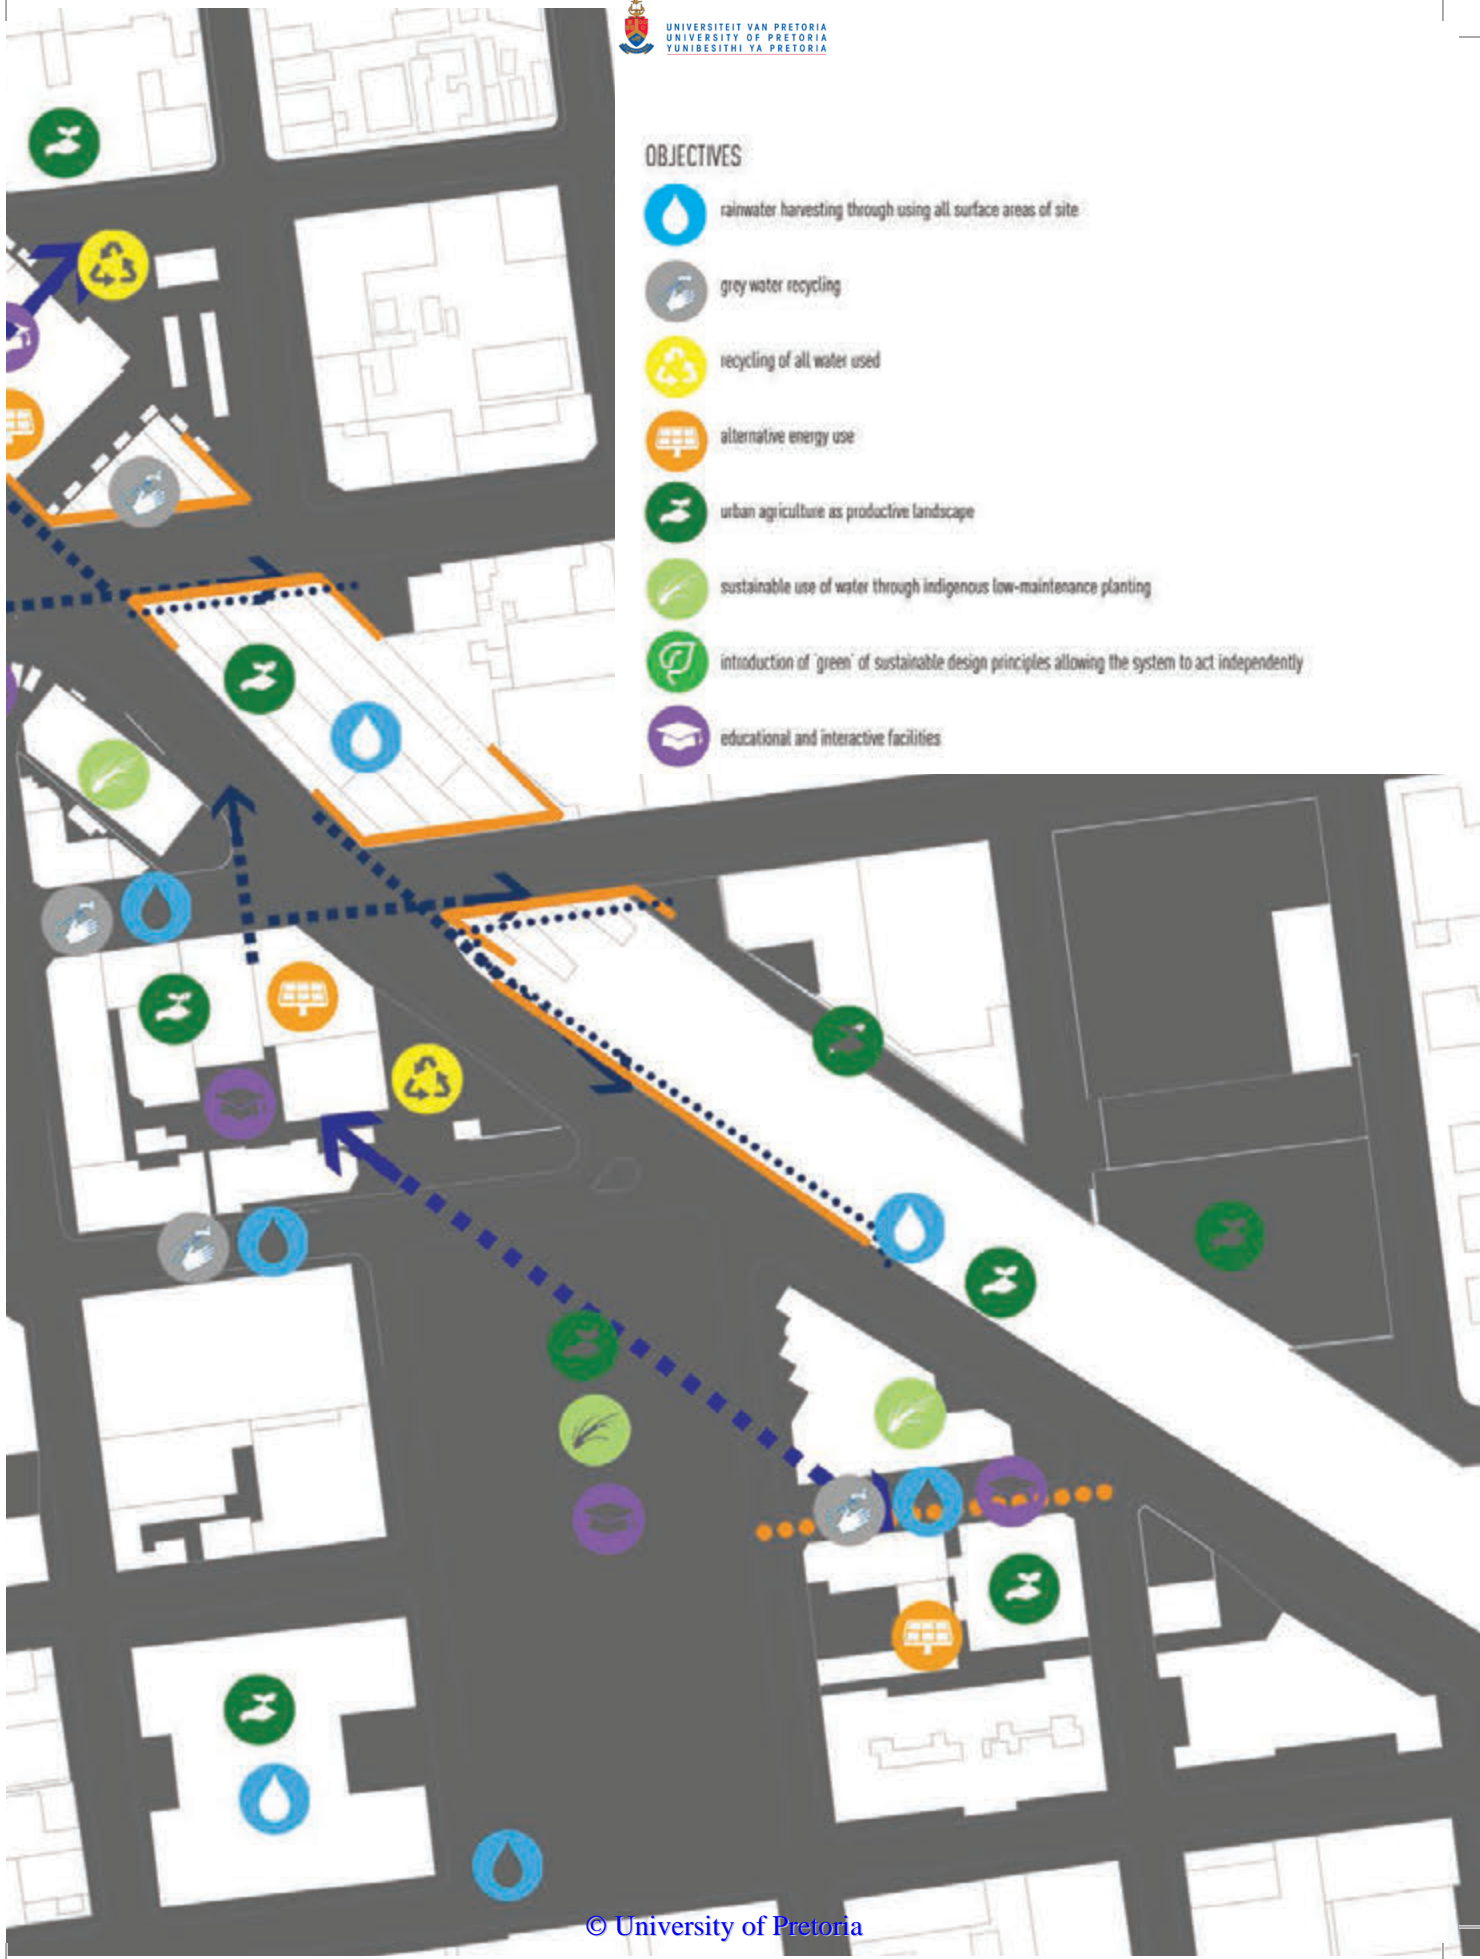 UNIVERSITEIT VAN PRETORIA
UNIVERSITY OF PRETORIA
YUNIBESITHI YA PRETORIA
OBJECTIVES
rainwater harvesting through using all surface areas of site
grey water recycling
recycling of all water used
alternative energy use
urban agriculture as productive landscape
sustainable use of water through indigenous low-maintenance planting
introduction of 'green' of sustainable design principles allowing the system to act independently
educational and interactive facilities
© University of Pretoria